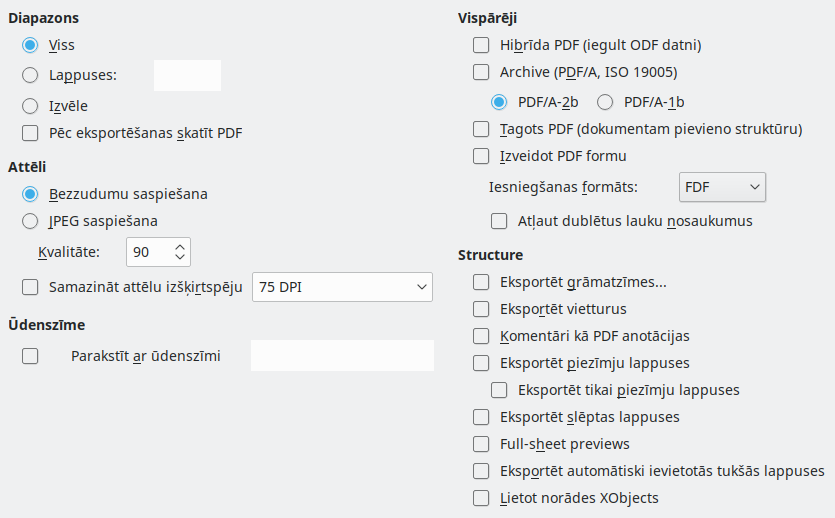 Diapazons
Viss
Lappuses:
Izvēle
Pēc eksportēšanas skatīt PDF
Attēli
Bezzudumu saspiešana
JPEG saspiešana
Kvalitāte: 90
Samazināt attēlu izšķirtspēju 75 DPI
Ūdenszīme
Parakstīt ar ūdenszīmi
Vispārēji
Hibrīda PDF (iegult ODF datni)
Archive (PDF/A, ISO 19005)
PDF/A-2b PDF/A-1b
Tagots PDF (dokumentam pievieno struktūru)
Izveidot PDF formu
Iesniegšanas formāts: FDF
Atļaut dublētus lauku nosaukumus
Structure
Eksportēt grāmatzīmes...
Eksportēt vietturus
Komentāri kā PDF anotācijas
Eksportēt piezīmju lappuses
Eksportēt tikai piezīmju lappuses
Eksportēt slēptas lappuses
Full-sheet previews
Eksportēt automātiski ievietotās tukšās lappuses
Lietot norādes XObjects